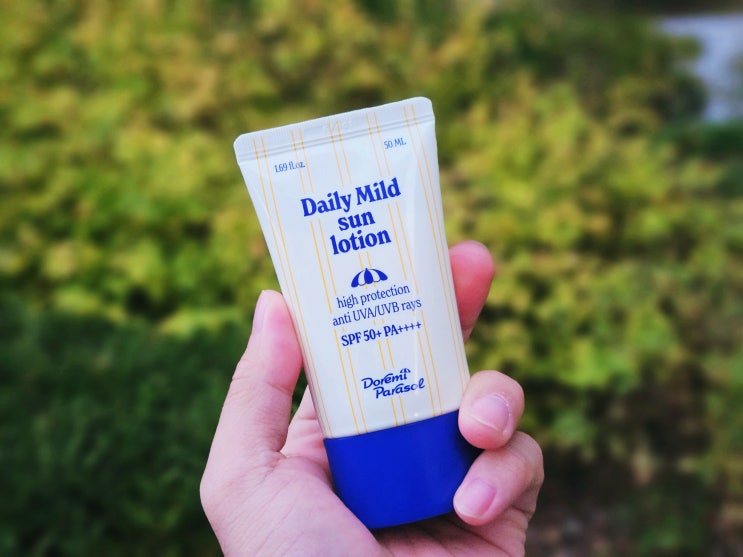 1.69 fl.oz.
50 ML
Daily Mild
sun
lotion
high protection
anti UVA/UVB rays
SPF 50+ PA++++
Doremi
Parasol